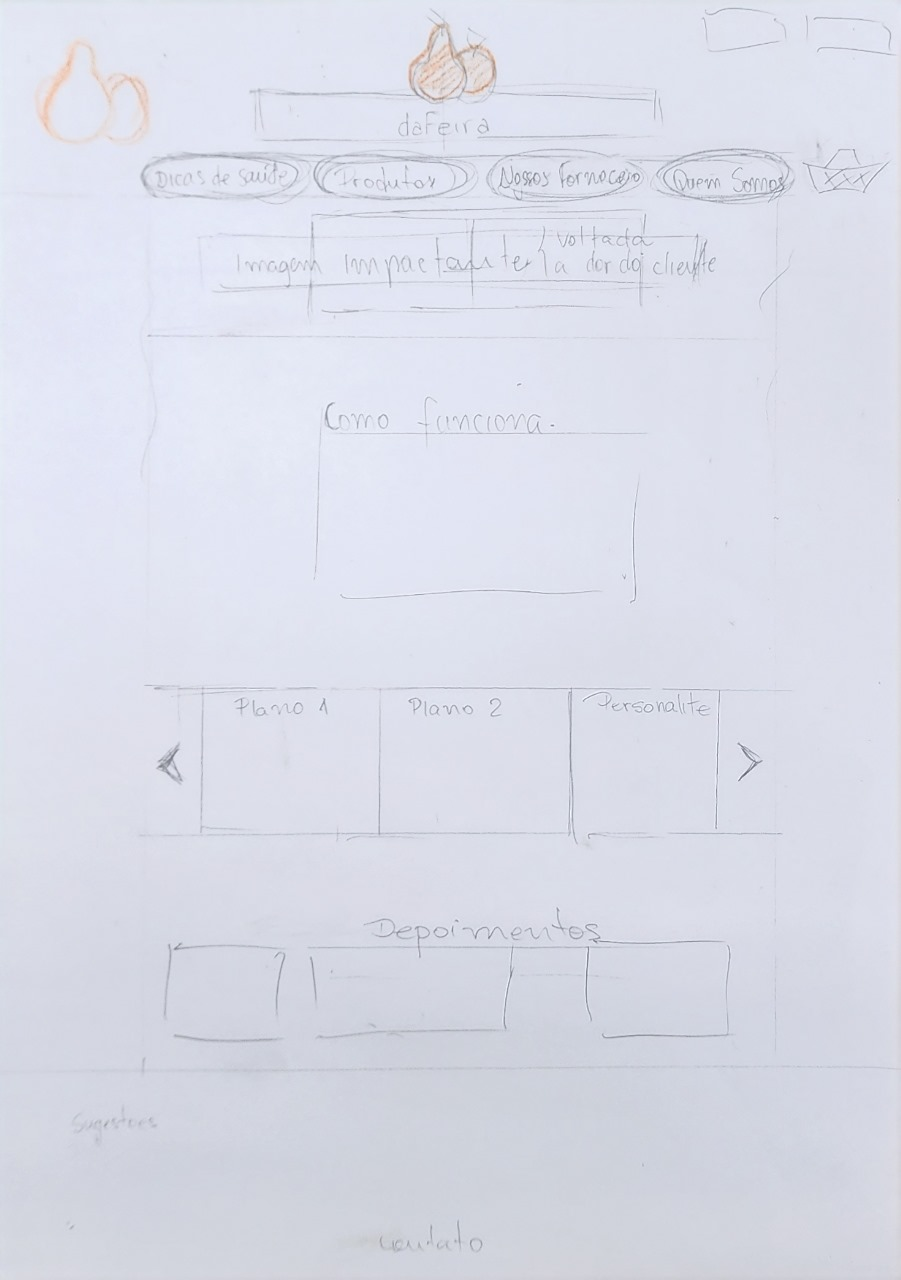 daFeira
Dicas de Saúde Produtos Nossos Quem Somos
Imagem impactante / voltada
a dor do cliente
Como funciona.
Plano 1 Plano 2 Personalite
Depoimentos
Sugestões
contato